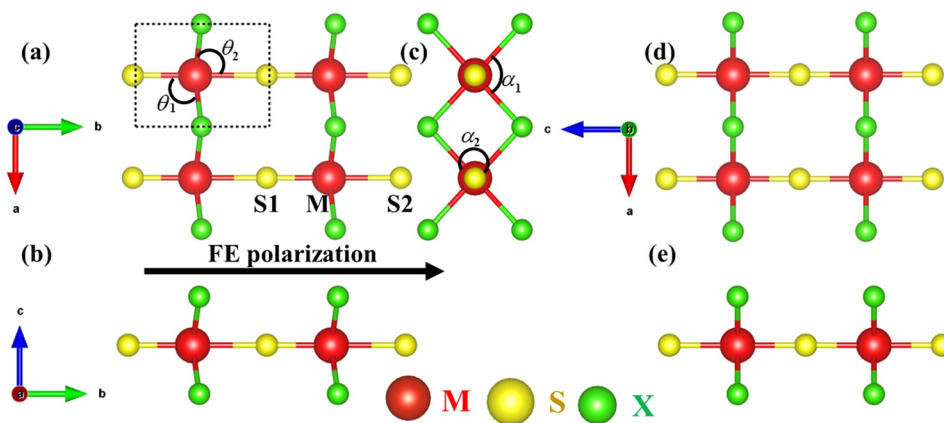 (a)
θ2
θ1
(c)
α1
α2
(d)
c
b
a
c
b
a
S1
M
S2
(b)
FE polarization
(e)
c
a
b
M
S
X